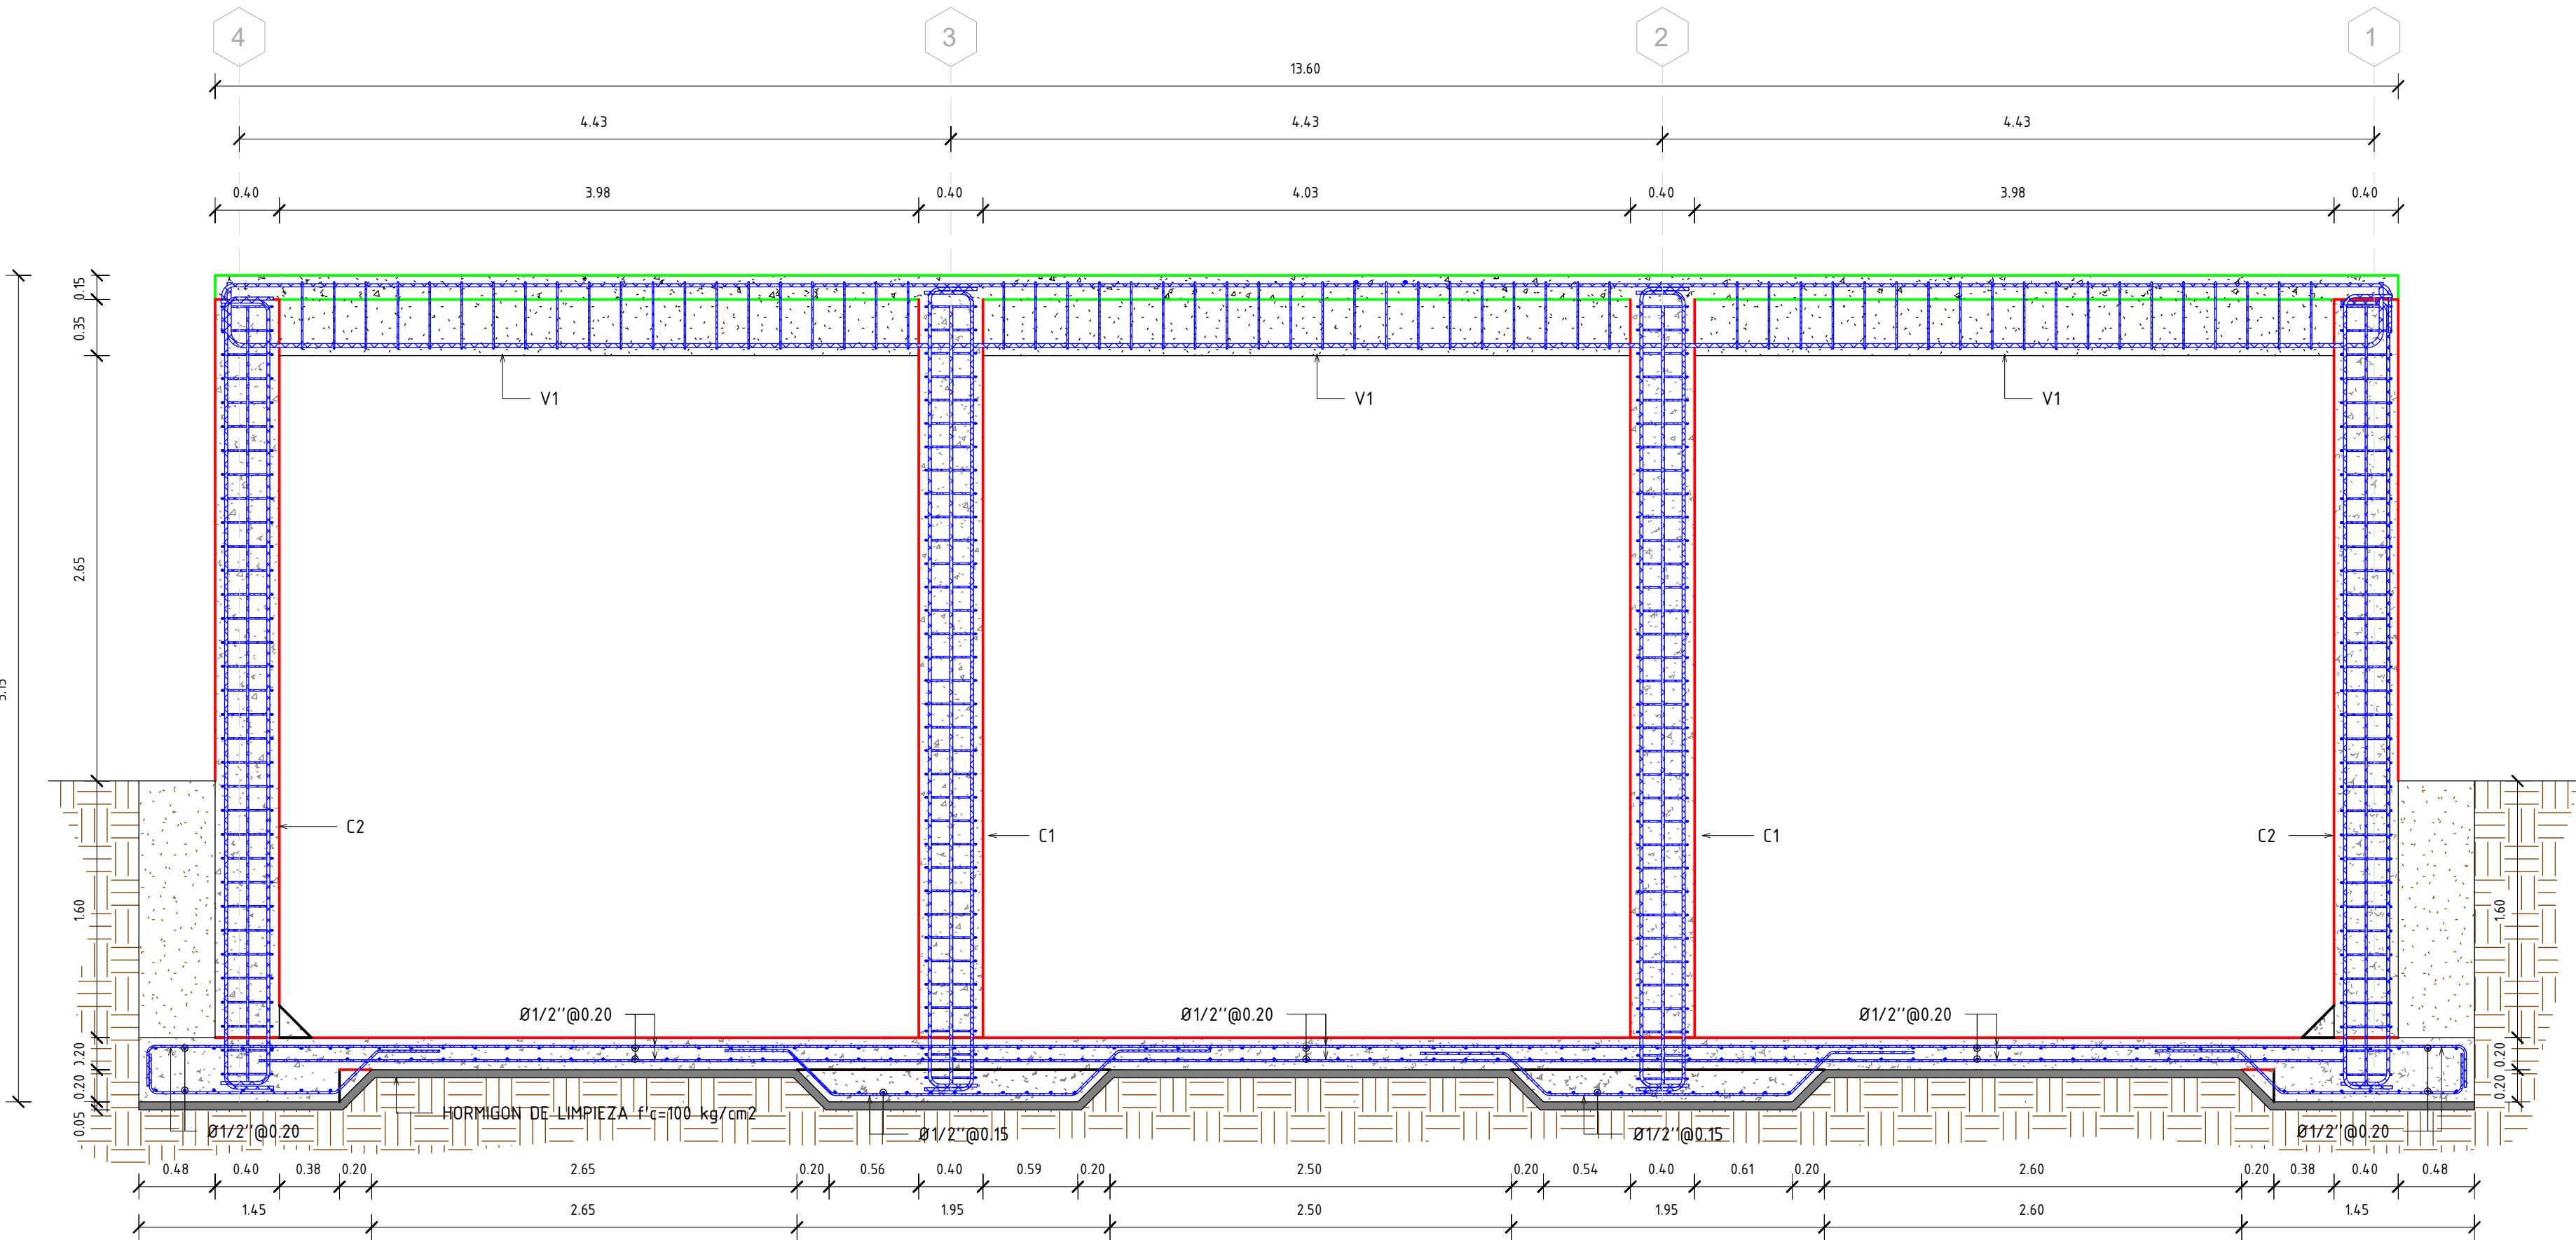 4 3 2 1
13.60
4.43 4.43 4.43
0.40 3.98 0.40 4.03 0.40 3.98 0.40
0.15
0.35
V1 V1 V1
2.65
C2 C1 C1 C2
1.60 1.60
Ø1/2''@0.20 Ø1/2''@0.20 Ø1/2''@0.20
0.20 0.20
0.20 0.20
0.05
HORMIGON DE LIMPIEZA f'c=100 kg/cm2
Ø1/2''@0.20 Ø1/2''@0.15 Ø1/2''@0.15 Ø1/2''@0.20
0.48 0.40 0.38 0.20 2.65 0.20 0.56 0.40 0.59 0.20 2.50 0.20 0.54 0.40 0.61 0.20 2.60 0.20 0.38 0.40 0.48
1.45 2.65 1.95 2.50 1.95 2.60 1.45